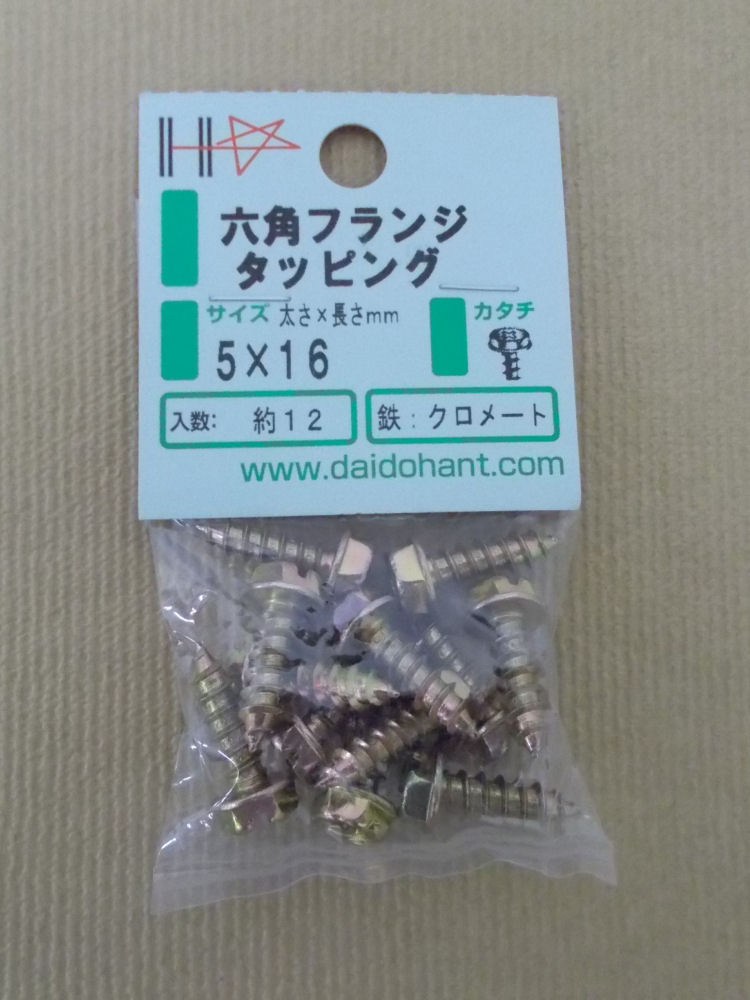 六角フランジ
タッピング
サイズ 太さ×長さmm
5×16
カタチ
入数: 約12
鉄:クロメート
www.daidohant.com